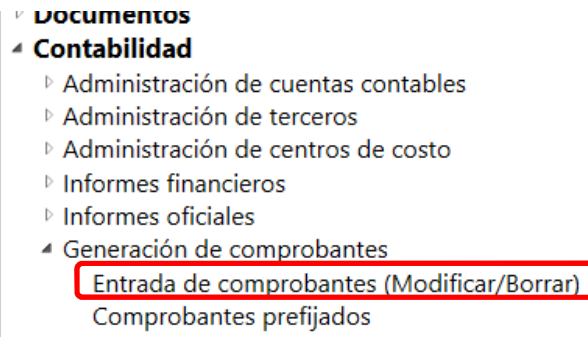 Documentos
Contabilidad
Administración de cuentas contables
Administración de terceros
Administración de centros de costo
Informes financieros
Informes oficiales
Generación de comprobantes
Entrada de comprobantes (Modificar/Borrar)
Comprobantes prefijados